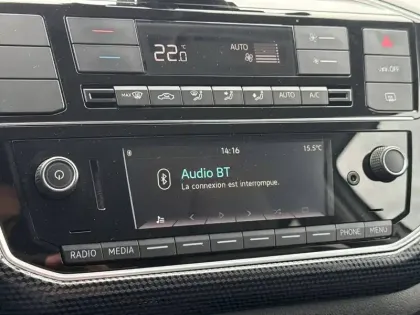 22.0 AUTO
OFF
MAX AUTO A/C
14:16 15.5°C
Audio BT
La connexion est interrompue.
RADIO MEDIA PHONE MENU